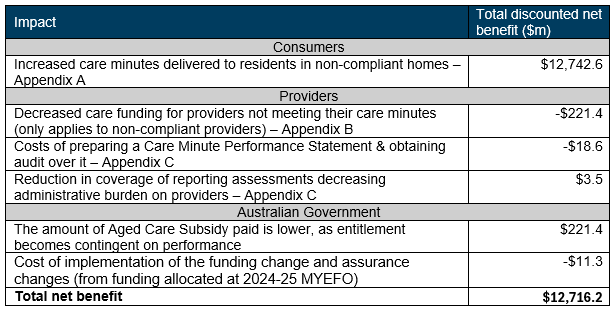 Impact
Total discounted net
benefit ($m)
Consumers
Increased care minutes delivered to residents in non-compliant homes –
Appendix A
$12,742.6
Providers
Decreased care funding for providers not meeting their care minutes
(only applies to non-compliant providers) – Appendix B
-$221.4
Costs of preparing a Care Minute Performance Statement & obtaining
audit over it – Appendix C
-$18.6
Reduction in coverage of reporting assessments decreasing
administrative burden on providers – Appendix C
$3.5
Australian Government
The amount of Aged Care Subsidy paid is lower, as entitlement
becomes contingent on performance
$221.4
Cost of implementation of the funding change and assurance
changes (from funding allocated at 2024-25 MYEFO)
-$11.3
Total net benefit
$12,716.2